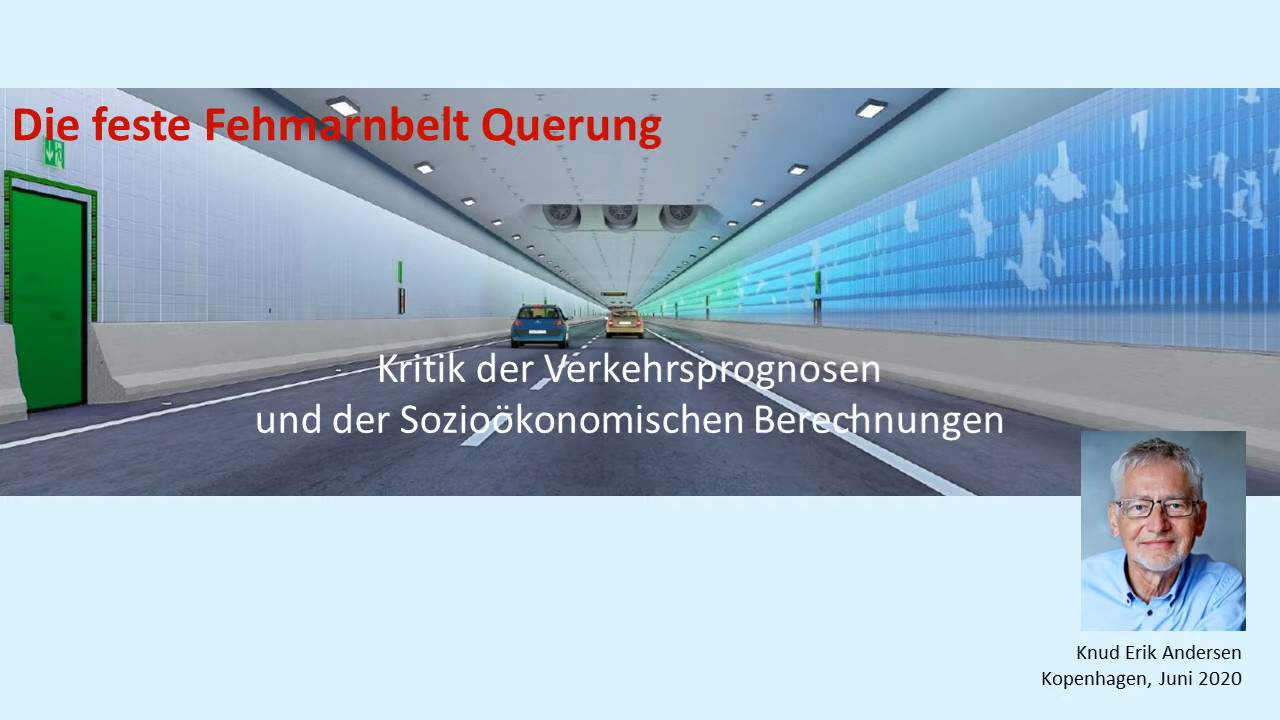 Die feste Fehmarnbelt Querung
Kritik der Verkehrsprognosen
und der Sozioökonomischen Berechnungen
Knud Erik Andersen
Kopenhagen, Juni 2020